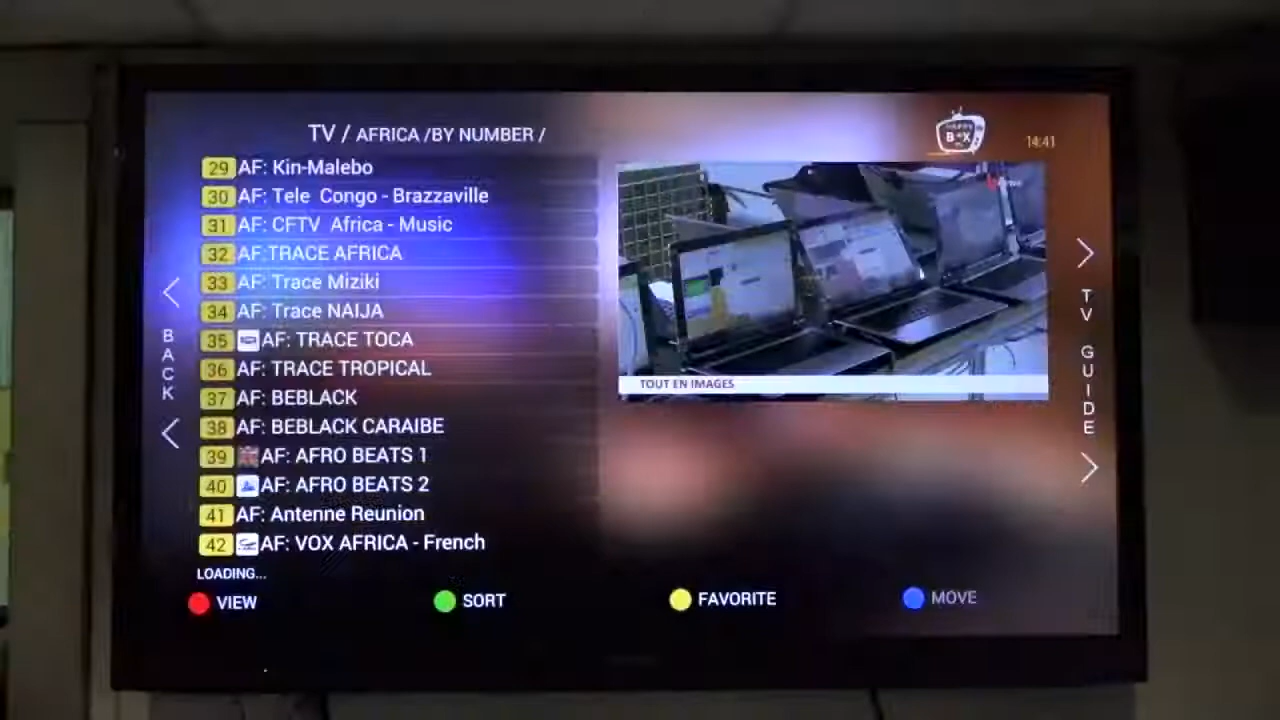 TV / AFRICA /BY NUMBER /
14:41
29 AF: Kin-Malebo
30 AF: Tele Congo - Brazzaville
31 AF: CFTV Africa - Music
32 AF:TRACE AFRICA
33 AF: Trace Miziki
34 AF: Trace NAIJA
35 AF: TRACE TOCA
36 AF: TRACE TROPICAL
37 AF: BEBLACK
38 AF: BEBLACK CARAIBE
39 AF: AFRO BEATS 1
40 AF: AFRO BEATS 2
41 AF: Antenne Reunion
42 AF: VOX AFRICA - French
LOADING...
VIEW
SORT
FAVORITE
MOVE
BACK
TOUT EN IMAGES
TV GUIDE